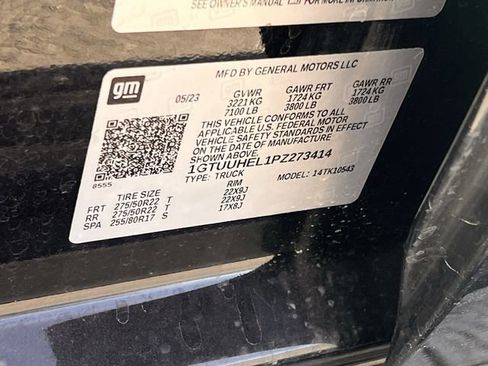 SEE OWNER'S MANUAL
FOR MORE INFORMATION.
gm
MFD BY GENERAL MOTORS LLC
05/23 GVWR GAWR FRT GAWR RR
3221 KG 1724 KG 1724 KG
7100 LB 3800 LB 3800 LB
THIS VEHICLE CONFORMS TO ALL
APPLICABLE U.S. FEDERAL MOTOR
VEHICLE SAFETY STANDARDS IN
EFFECT ON THE DATE OF MANUFACTURE
SHOWN ABOVE.
1GTUUHEL1PZ273414
8555 TYPE: TRUCK MODEL: 14TK10543
TIRE SIZE RIM
FRT 275/50R22 T 22X9J
RR 275/50R22 T 22X9J
SPA 255/80R17 S 17X8J